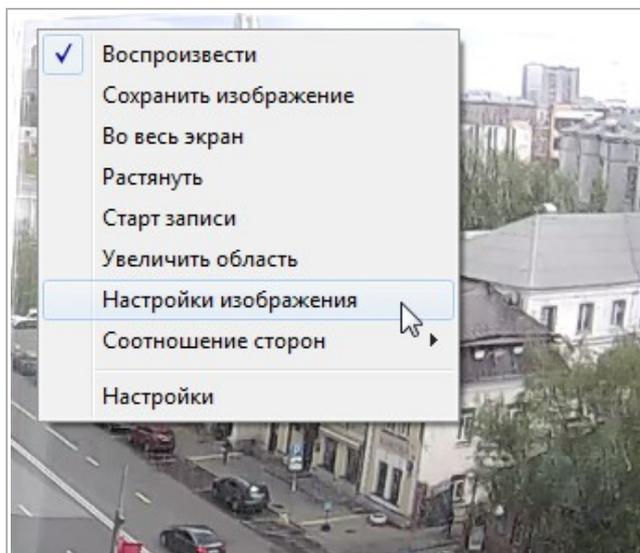 Воспроизвести
Сохранить изображение
Во весь экран
Растянуть
Старт записи
Увеличить область
Настройки изображения
Соотношение сторон
Настройки